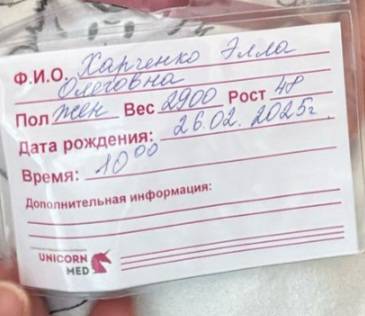 Ф.И.О. Харченко Элла
Олеговна
Пол жен Вес 2900 Рост 48
Дата рождения: 26.02.2025г.
Время: 10⁰⁰
Дополнительная информация:
UNICORN
MED